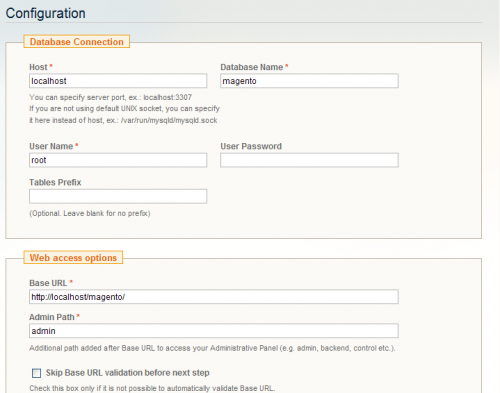 Configuration
Database Connection
Host *
Database Name *
localhost
magento
You can specify server port, ex.: localhost:3307
If you are not using default UNIX socket, you can specify
it here instead of host, ex.: /var/run/mysqld/mysqld.sock
User Name *
User Password
root
Tables Prefix
(Optional. Leave blank for no prefix)
Web access options
Base URL *
http://localhost/magento/
Admin Path *
admin
Additional path added after Base URL to access your Administrative Panel (e.g. admin, backend, control etc.).
Skip Base URL validation before next step
Check this box only if it is not possible to automatically validate Base URL.